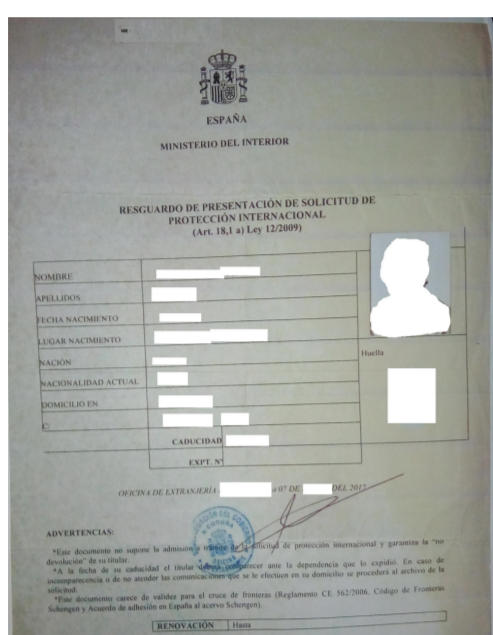 ESPAÑA
MINISTERIO DEL INTERIOR
RESGUARDO DE PRESENTACIÓN DE SOLICITUD DE
PROTECCIÓN INTERNACIONAL
(Art. 18,1 a) Ley 12/2009)
NOMBRE
APELLIDOS
FECHA NACIMIENTO
LUGAR NACIMIENTO
NACIÓN
NACIONALIDAD ACTUAL
DOMICILIO EN
C:
Huella
CADUCIDAD
EXPT. Nº
OFICINA DE EXTRANJERÍA a 07 DE DEL 2012
ADVERTENCIAS:
*Este documento no supone la admisión a trámite de la solicitud de protección internacional y garantiza la "no
devolución" de su titular.
*A la fecha de su caducidad el titular deberá comparecer ante la dependencia que lo expidió. En caso de
incomparecencia o de no atender las comunicaciones que se le efectuen en su domicilio se procederá al archivo de la
solicitud.
*Este documento carece de validez para el cruce de fronteras (Reglamento CE 562/2006, Código de Fronteras
Schengen y Acuerdo de adhesión en España al acervo Schengen).
RENOVACIÓN Hasta